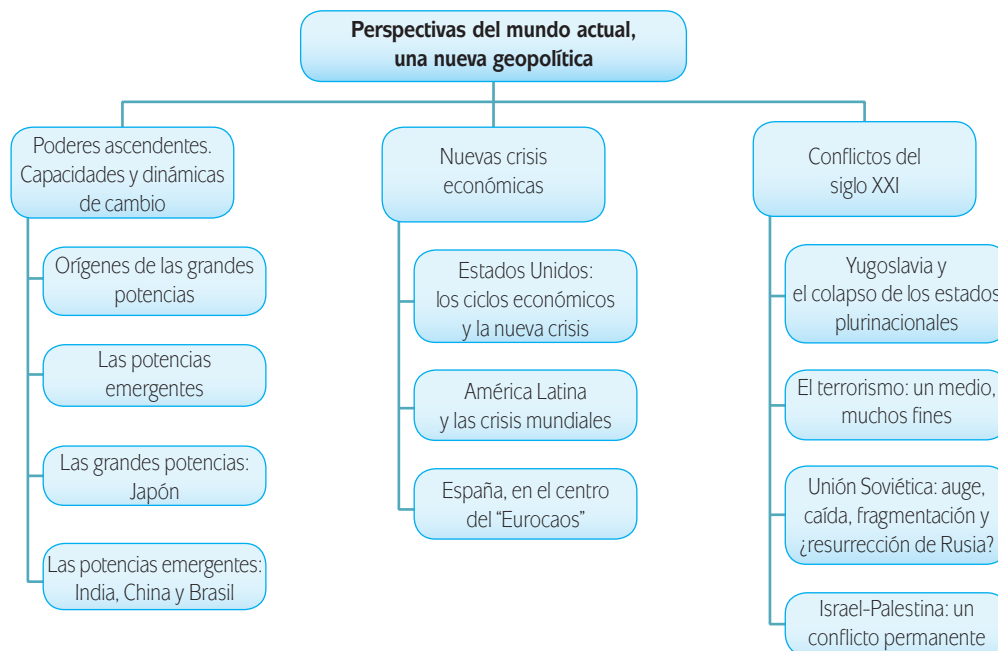 Perspectivas del mundo actual,
una nueva geopolítica
Poderes ascendentes.
Capacidades y dinámicas
de cambio
Orígenes de las grandes
potencias
Las potencias
emergentes
Las grandes potencias:
Japón
Las potencias emergentes:
India, China y Brasil
Nuevas crisis
económicas
Estados Unidos:
los ciclos económicos
y la nueva crisis
América Latina
y las crisis mundiales
España, en el centro
del “Eurocaos”
Conflictos del
siglo XXI
Yugoslavia y
el colapso de los estados
plurinacionales
El terrorismo: un medio,
muchos fines
Unión Soviética: auge,
caída, fragmentación y
¿resurrección de Rusia?
Israel-Palestina: un
conflicto permanente